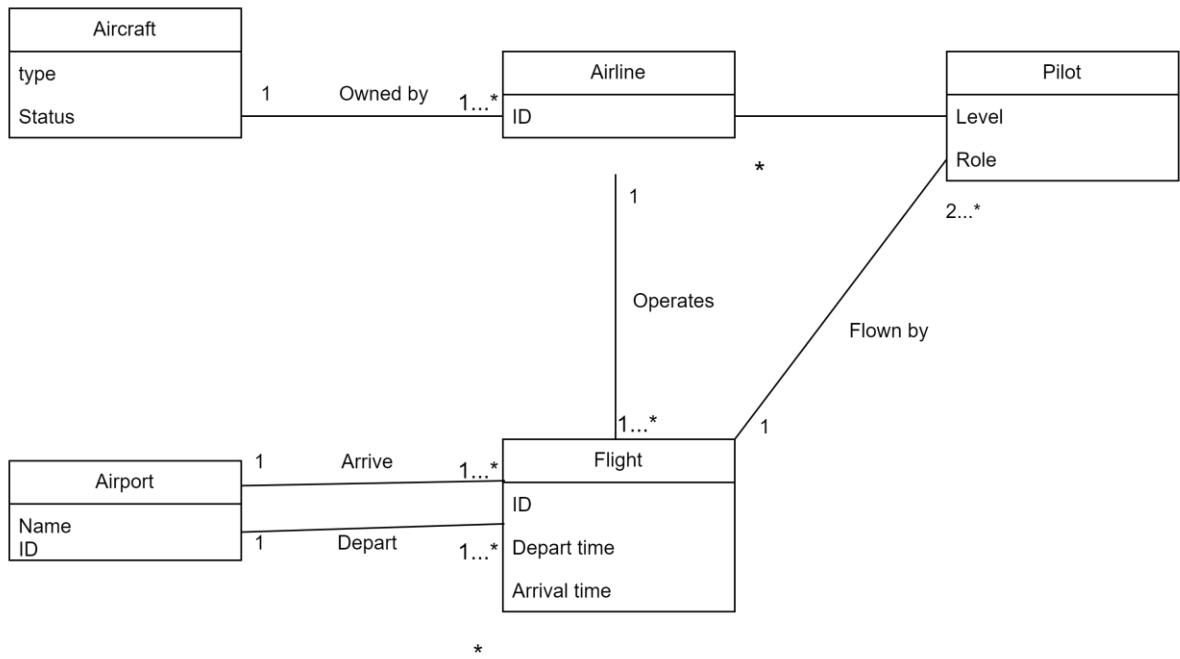 Aircraft
type
Status
1
Owned by
1...*
Airline
ID
*
Pilot
Level
Role
2...*
1
Operates
1...*
Flown by
1
Airport
Name
ID
1
Arrive
1...*
1
Depart
1...*
Flight
ID
Depart time
Arrival time
*